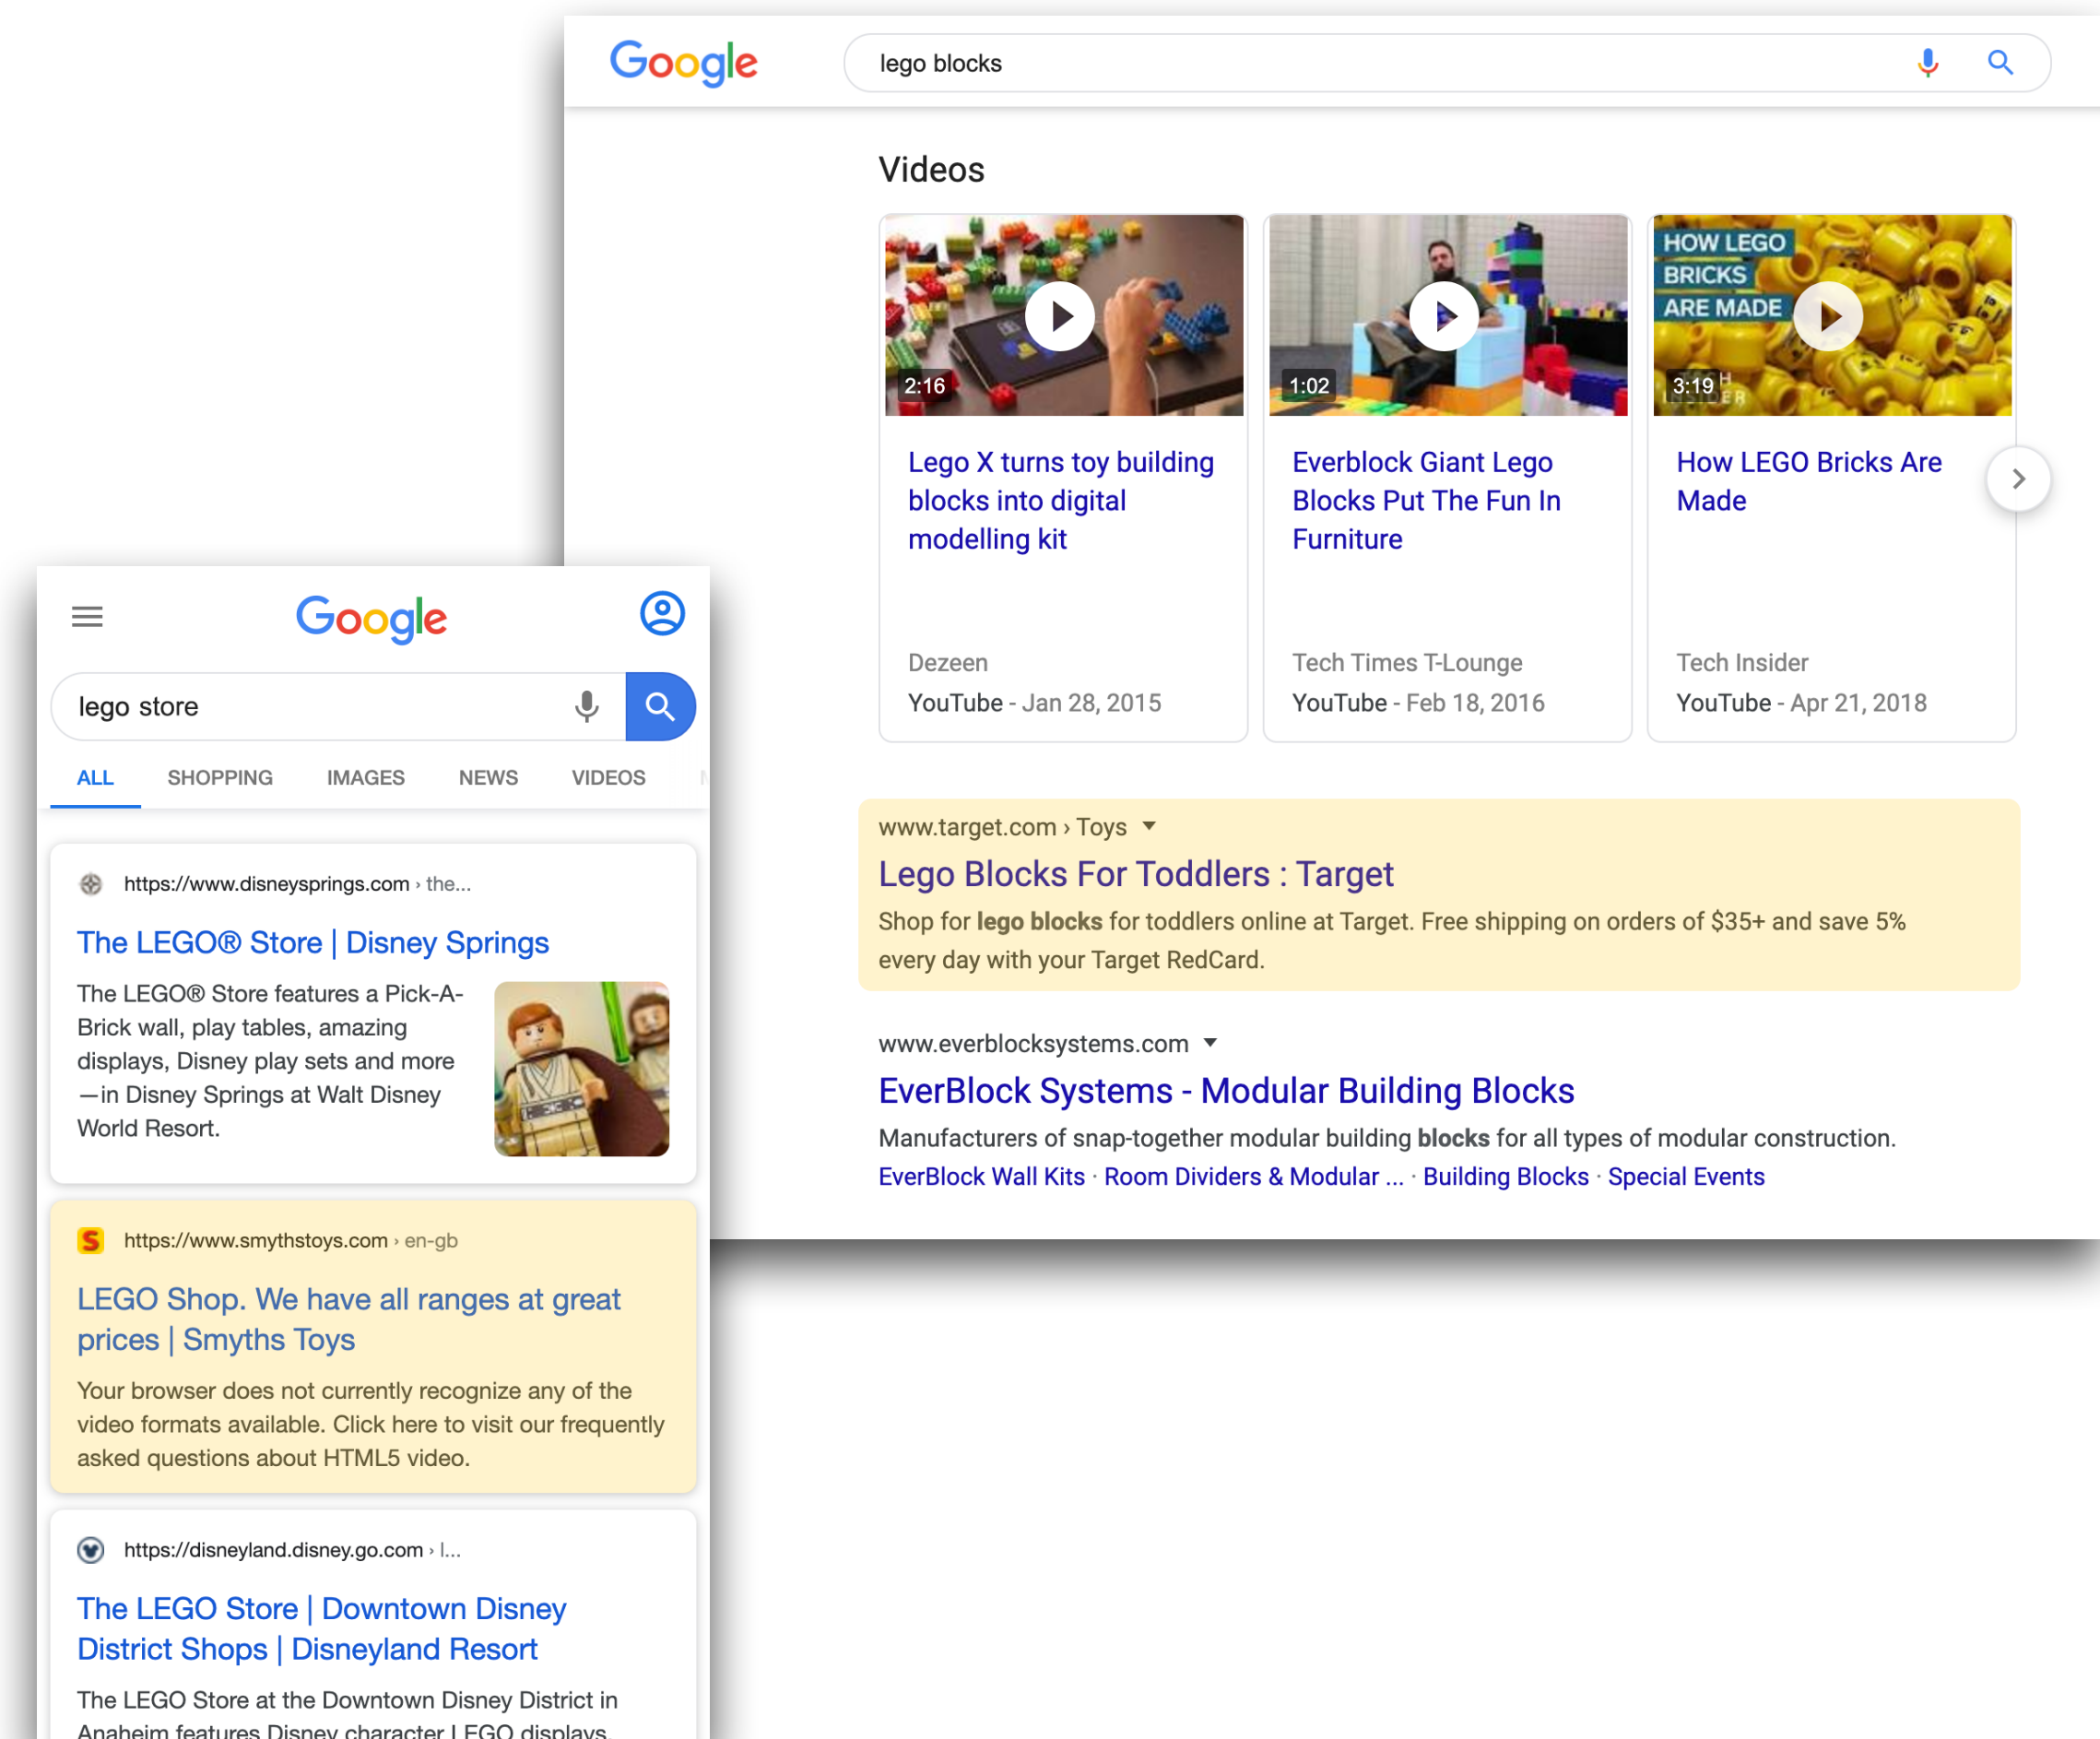 Google
lego blocks
Videos
2:16
Lego X turns toy building
blocks into digital
modelling kit
Dezeen
YouTube - Jan 28, 2015
1:02
Everblock Giant Lego
Blocks Put The Fun In
Furniture
Tech Times T-Lounge
YouTube - Feb 18, 2016
HOW LEGO
BRICKS
ARE MADE
3:19
How LEGO Bricks Are
Made
Tech Insider
YouTube - Apr 21, 2018
www.target.com › Toys
Lego Blocks For Toddlers : Target
Shop for lego blocks for toddlers online at Target. Free shipping on orders of $35+ and save 5%
every day with your Target RedCard.
www.everblocksystems.com
EverBlock Systems - Modular Building Blocks
Manufacturers of snap-together modular building blocks for all types of modular construction.
EverBlock Wall Kits · Room Dividers & Modular ... · Building Blocks · Special Events
Google
lego store
ALL SHOPPING IMAGES NEWS VIDEOS
https://www.disneysprings.com › the...
The LEGO® Store | Disney Springs
The LEGO® Store features a Pick-A-
Brick wall, play tables, amazing
displays, Disney play sets and more
—in Disney Springs at Walt Disney
World Resort.
S
https://www.smythstoys.com › en-gb
LEGO Shop. We have all ranges at great
prices | Smyths Toys
Your browser does not currently recognize any of the
video formats available. Click here to visit our frequently
asked questions about HTML5 video.
https://disneyland.disney.go.com › l...
The LEGO Store | Downtown Disney
District Shops | Disneyland Resort
The LEGO Store at the Downtown Disney District in
Anaheim features Disney character LEGO displays,